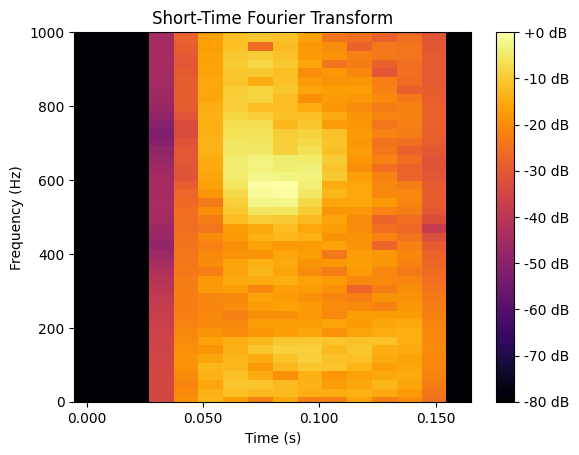 Short-Time Fourier Transform
Frequency (Hz)
1000
800
600
400
200
0
0.000
0.050
0.100
0.150
Time (s)
+0 dB
-10 dB
-20 dB
-30 dB
-40 dB
-50 dB
-60 dB
-70 dB
-80 dB